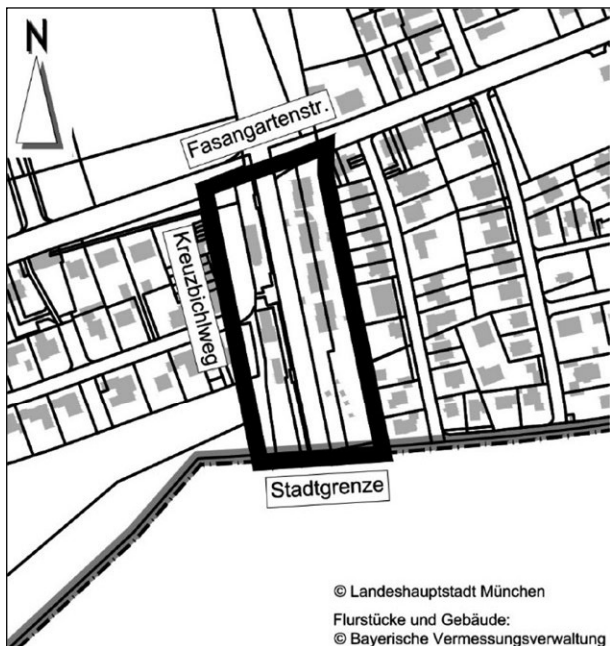 N
Fasangartenstr.
Kreuzbichlweg
Stadtgrenze
© Landeshauptstadt München
Flurstücke und Gebäude:
© Bayerische Vermessungsverwaltung